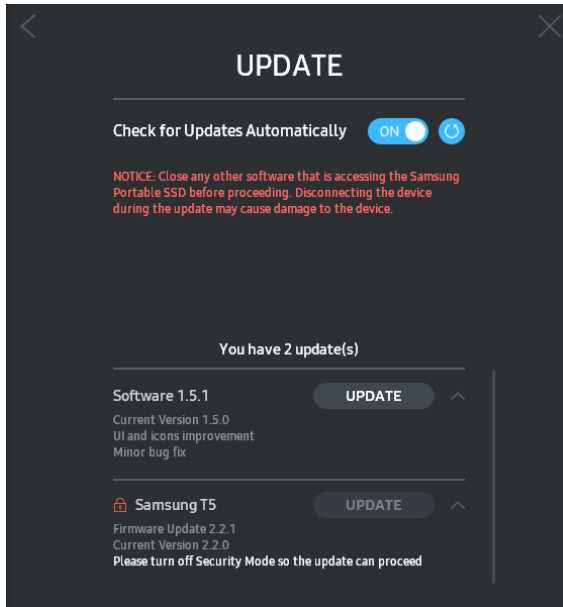 UPDATE
Check for Updates Automatically ON
NOTICE: Close any other software that is accessing the Samsung
Portable SSD before proceeding. Disconnecting the device
during the update may cause damage to the device.
You have 2 update(s)
Software 1.5.1 UPDATE
Current Version 1.5.0
UI and icons improvement
Minor bug fix
Samsung T5 UPDATE
Firmware Update 2.2.1
Current Version 2.2.0
Please turn off Security Mode so the update can proceed